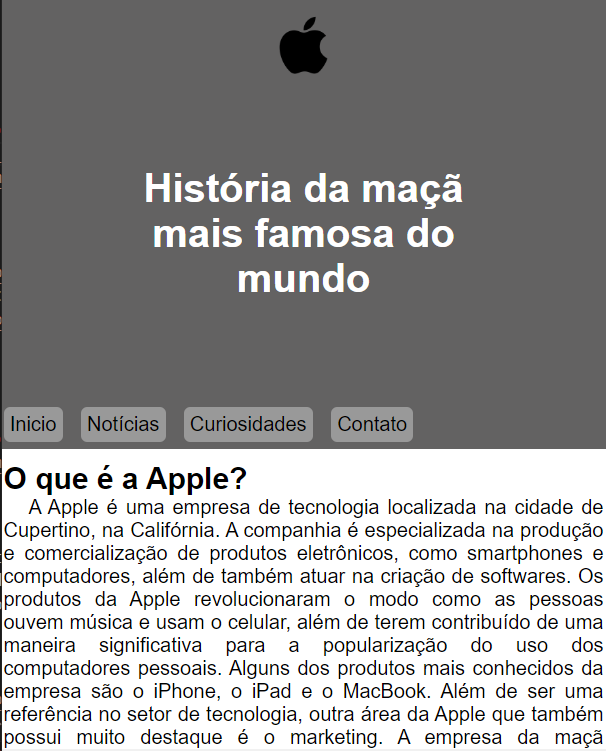 História da maçã
mais famosa do
mundo
Inicio Notícias Curiosidades Contato
O que é a Apple?
A Apple é uma empresa de tecnologia localizada na cidade de
Cupertino, na Califórnia. A companhia é especializada na produção
e comercialização de produtos eletrônicos, como smartphones e
computadores, além de também atuar na criação de softwares. Os
produtos da Apple revolucionaram o modo como as pessoas
ouvem música e usam o celular, além de terem contribuído de uma
maneira significativa para a popularização do uso dos
computadores pessoais. Alguns dos produtos mais conhecidos da
empresa são o iPhone, o iPad e o MacBook. Além de ser uma
referência no setor de tecnologia, outra área da Apple que também
possui muito destaque é o marketing. A empresa da maçã